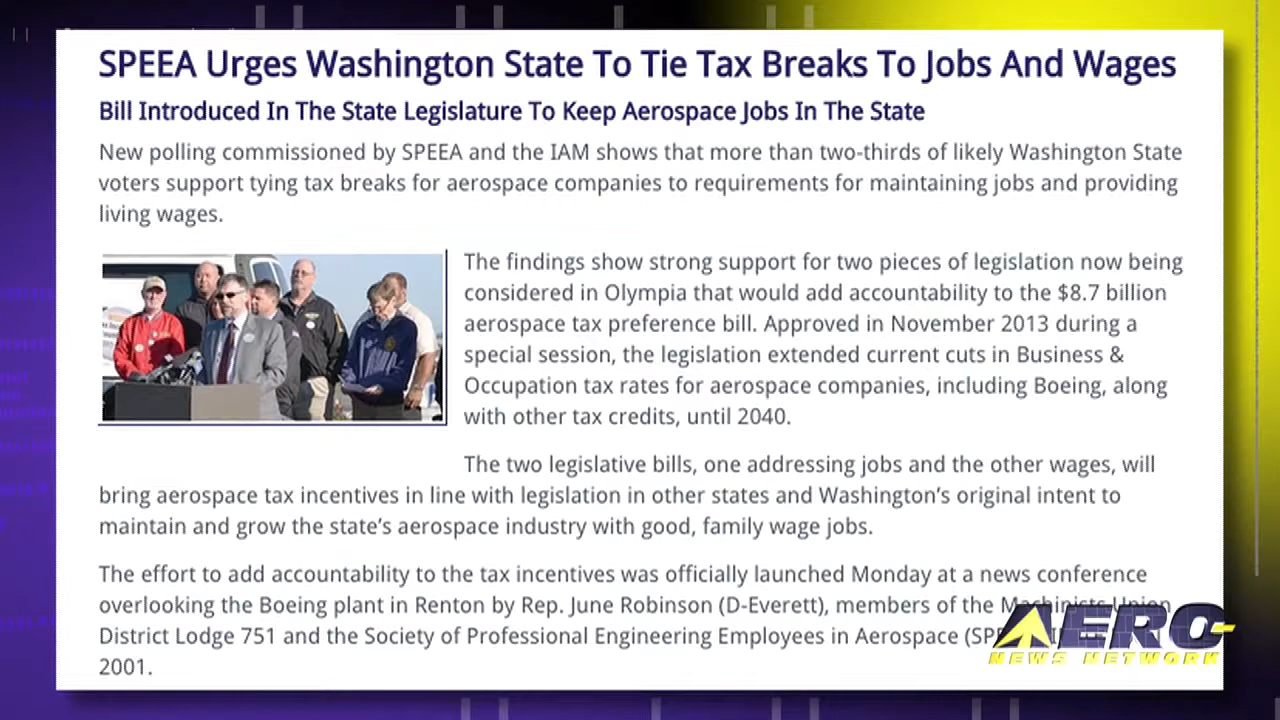 SPEEA Urges Washington State To Tie Tax Breaks To Jobs And Wages
Bill Introduced In The State Legislature To Keep Aerospace Jobs In The State
New polling commissioned by SPEEA and the IAM shows that more than two-thirds of likely Washington State
voters support tying tax breaks for aerospace companies to requirements for maintaining jobs and providing
living wages.
The findings show strong support for two pieces of legislation now being
considered in Olympia that would add accountability to the $8.7 billion
aerospace tax preference bill. Approved in November 2013 during a
special session, the legislation extended current cuts in Business &
Occupation tax rates for aerospace companies, including Boeing, along
with other tax credits, until 2040.
The two legislative bills, one addressing jobs and the other wages, will
bring aerospace tax incentives in line with legislation in other states and Washington's original intent to
maintain and grow the state's aerospace industry with good, family wage jobs.
The effort to add accountability to the tax incentives was officially launched Monday at a news conference
overlooking the Boeing plant in Renton by Rep. June Robinson (D-Everett), members of the Machinists Union
District Lodge 751 and the Society of Professional Engineering Employees in Aerospace
2001.
AERO-
NEWS NETWORK